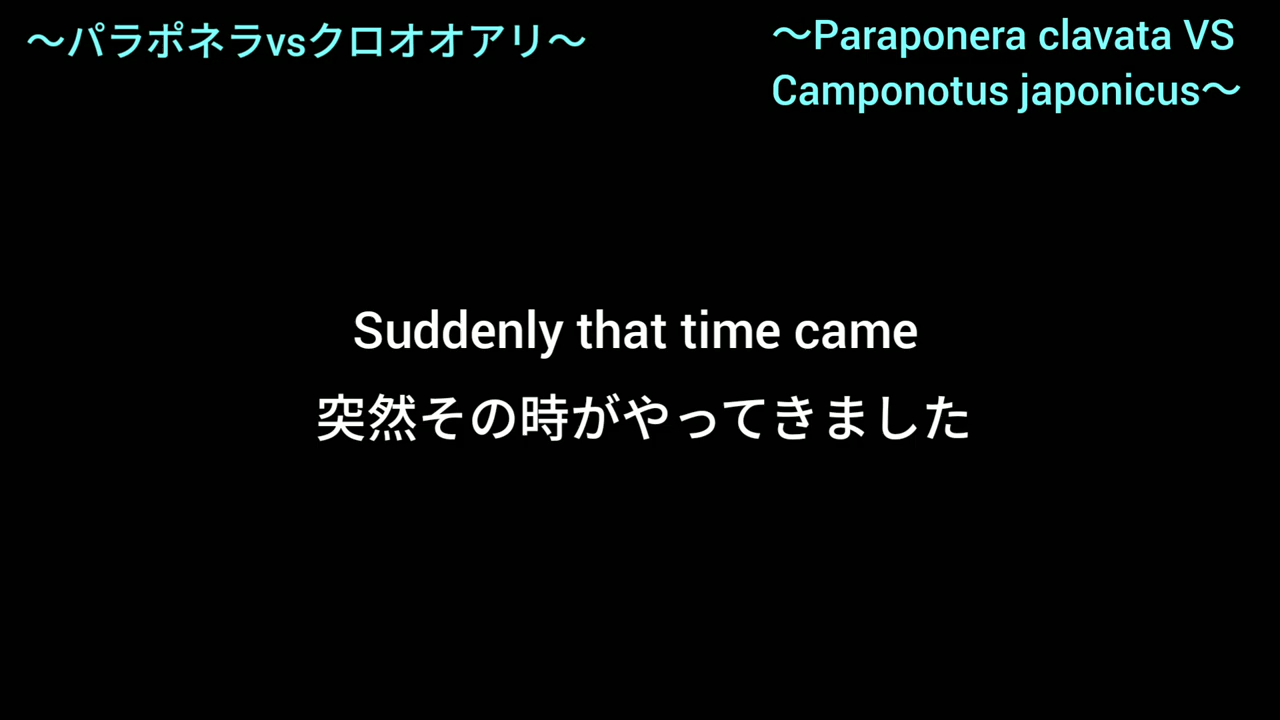 〜パラポネラvsクロオオアリ〜
〜Paraponera clavata VS
Camponotus japonicus〜
Suddenly that time came
突然その時がやってきました